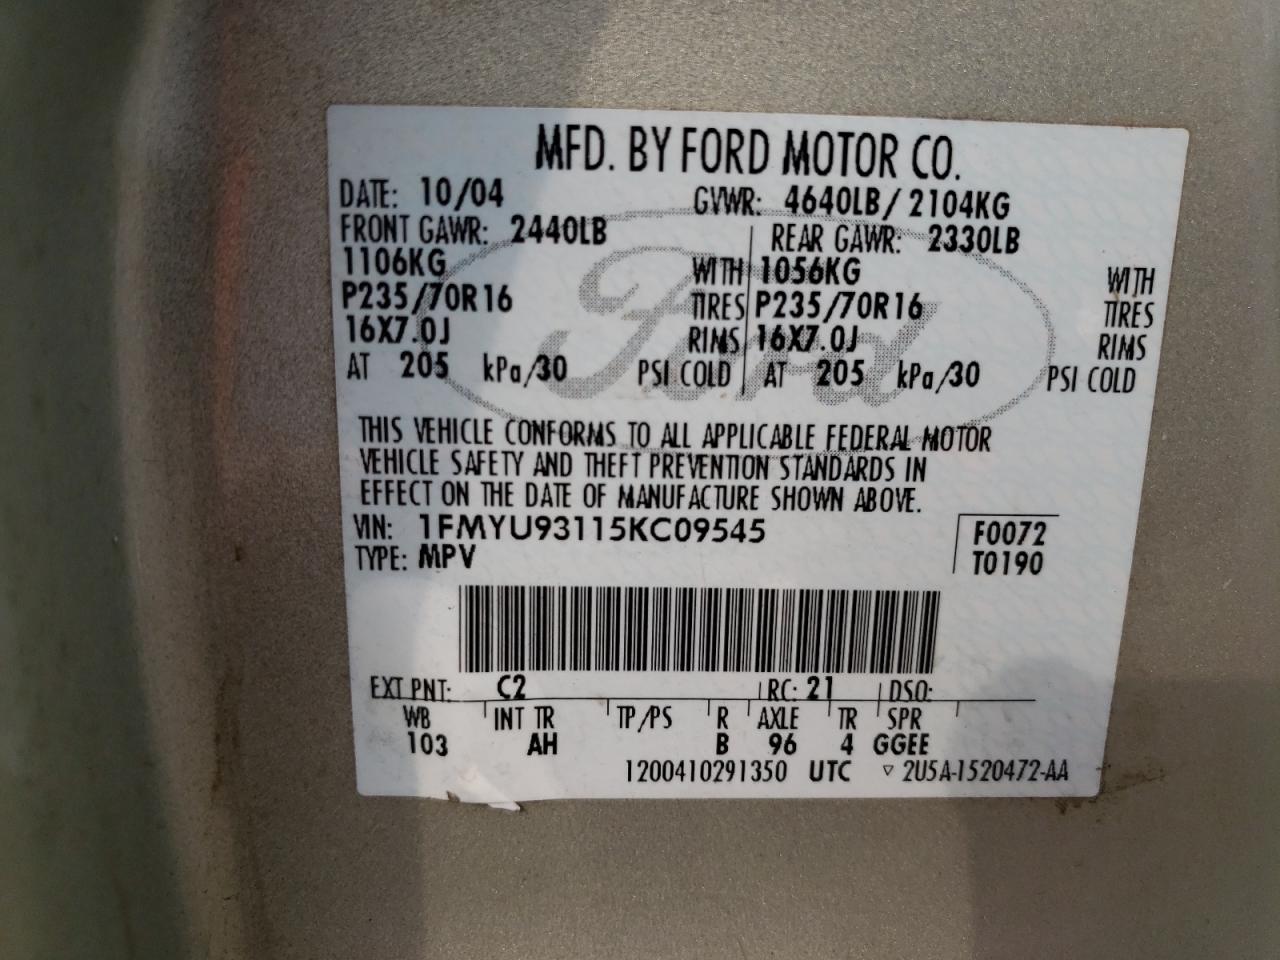 MFD. BY FORD MOTOR CO.
DATE: 10/04 GVWR: 4640LB/ 2104KG
FRONT GAWR: 2440LB REAR GAWR: 2330LB
1106KG WITH 1056KG WITH
P235/70R16 TIRES P235/70R16 TIRES
16X7.0J RIMS 16X7.0J RIMS
AT 205 kPa/30 PSI COLD AT 205 kPa/30 PSI COLD
Ford
THIS VEHICLE CONFORMS TO ALL APPLICABLE FEDERAL MOTOR
VEHICLE SAFETY AND THEFT PREVENTION STANDARDS IN
EFFECT ON THE DATE OF MANUFACTURE SHOWN ABOVE.
VIN: 1FMYU93115KC09545 F0072
TYPE: MPV T0190
EXT PNT: C2 RC: 21 DSO:
WB INT TR TP/PS R AXLE TR SPR
103 AH B 96 4 GGEE
1200410291350 UTC ▽ 2U5A-1520472-AA